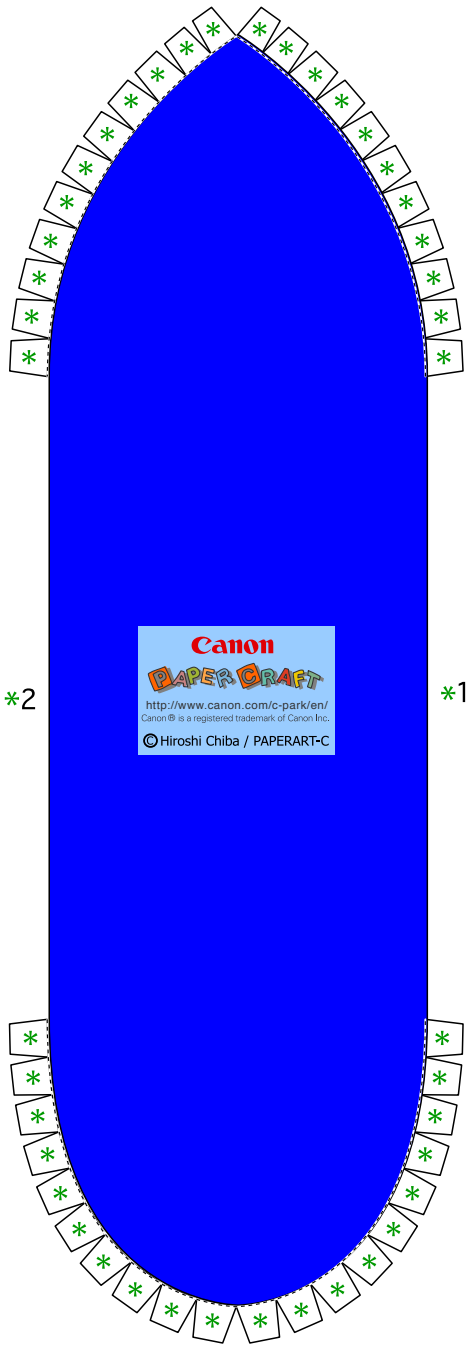 *2
*1
Canon
PAPER CRAFT
http://www.canon.com/c-park/en/
Canon ® is a registered trademark of Canon Inc.
© Hiroshi Chiba / PAPERART-C